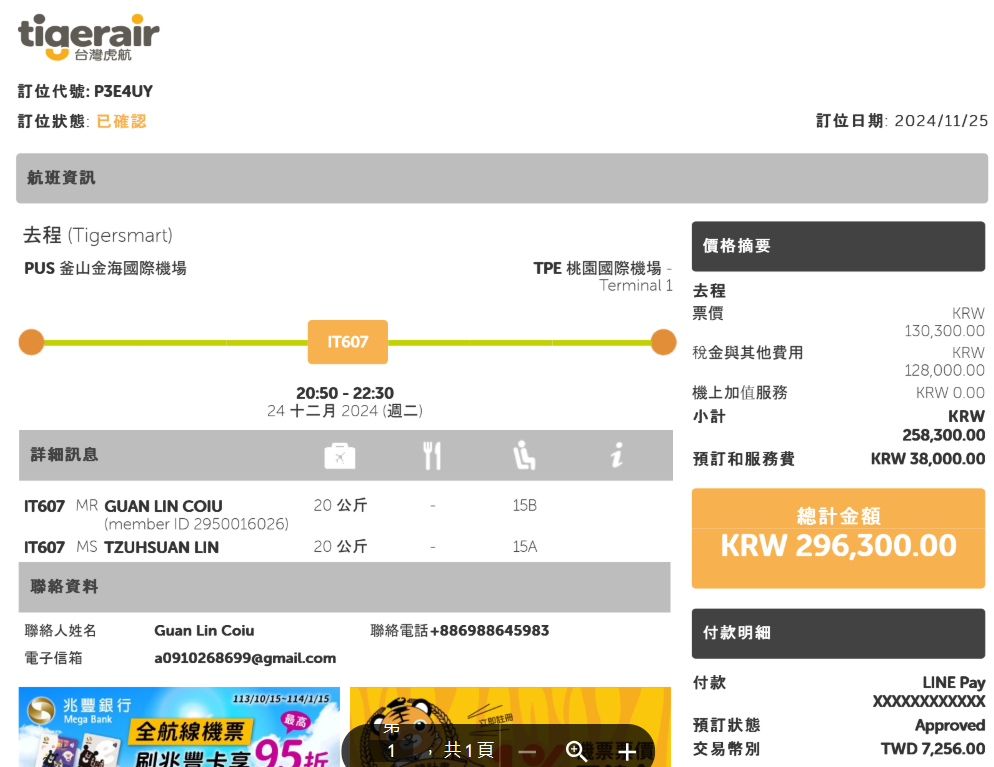 tigerair
台灣虎航
訂位代號: P3E4UY
訂位狀態: 已確認
訂位日期: 2024/11/25
航班資訊
去程 (Tigersmart)
PUS 釜山金海國際機場
TPE 桃園國際機場 -
Terminal 1
IT607
20:50 - 22:30
24 十二月 2024 (週二)
詳細訊息
IT607 MR GUAN LIN COIU 20 公斤 - 15B
(member ID 2950016026)
IT607 MS TZUHSUAN LIN 20 公斤 - 15A
聯絡資料
聯絡人姓名 Guan Lin Coiu 聯絡電話+886988645983
電子信箱 a0910268699@gmail.com
價格摘要
去程
票價 KRW
130,300.00
稅金與其他費用 KRW
128,000.00
機上加值服務 KRW 0.00
小計 KRW
258,300.00
預訂和服務費 KRW 38,000.00
總計金額
KRW 296,300.00
付款明細
付款 LINE Pay
XXXXXXXXXXXX
預訂狀態 Approved
交易幣別 TWD 7,256.00
兆豐銀行
Mega Bank
113/10/15~114/1/15
全航線機票
最高
刷兆豐卡享95折
立即註冊
機票
第
1 ，共1頁